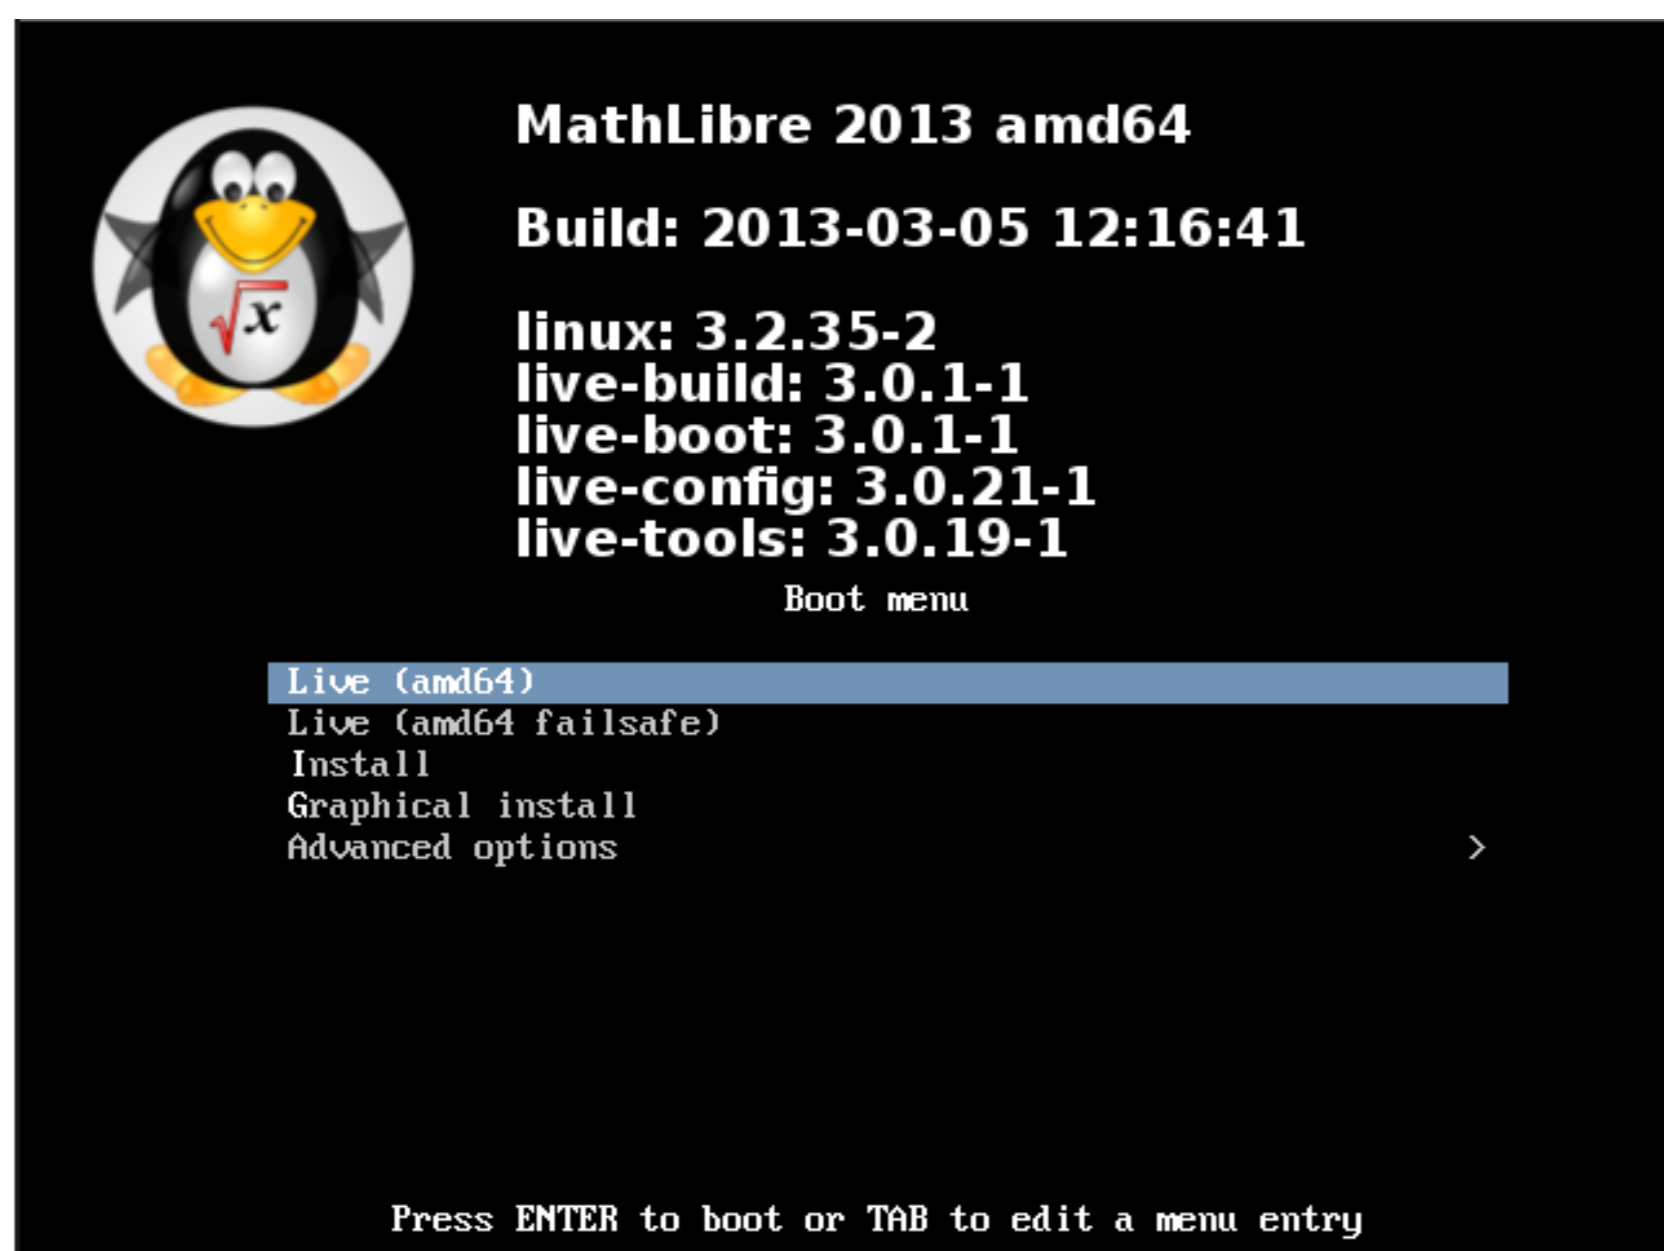 MathLibre 2013 amd64
Build: 2013-03-05 12:16:41
linux: 3.2.35-2
live-build: 3.0.1-1
live-boot: 3.0.1-1
live-config: 3.0.21-1
live-tools: 3.0.19-1
√x
Boot menu
Live (amd64)
Live (amd64 failsafe)
Install
Graphical install
Advanced options >
Press ENTER to boot or TAB to edit a menu entry